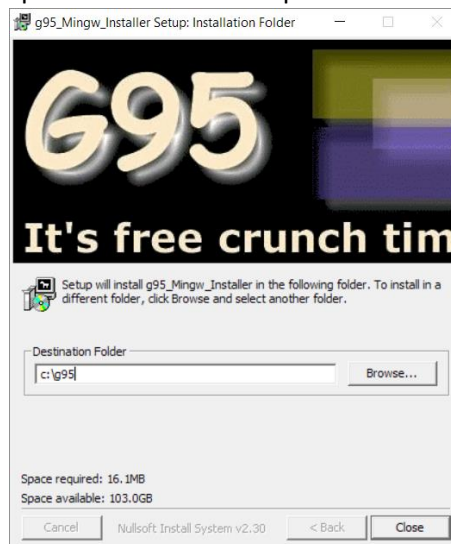 g95_Mingw_Installer Setup: Installation Folder
G95
It's free crunch tim
Setup will install g95_Mingw_Installer in the following folder. To install in a
different folder, click Browse and select another folder.
Destination Folder
c:\g95
Browse...
Space required: 16.1MB
Space available: 103.0GB
Cancel
Nullsoft Install System v2.30
< Back
Close